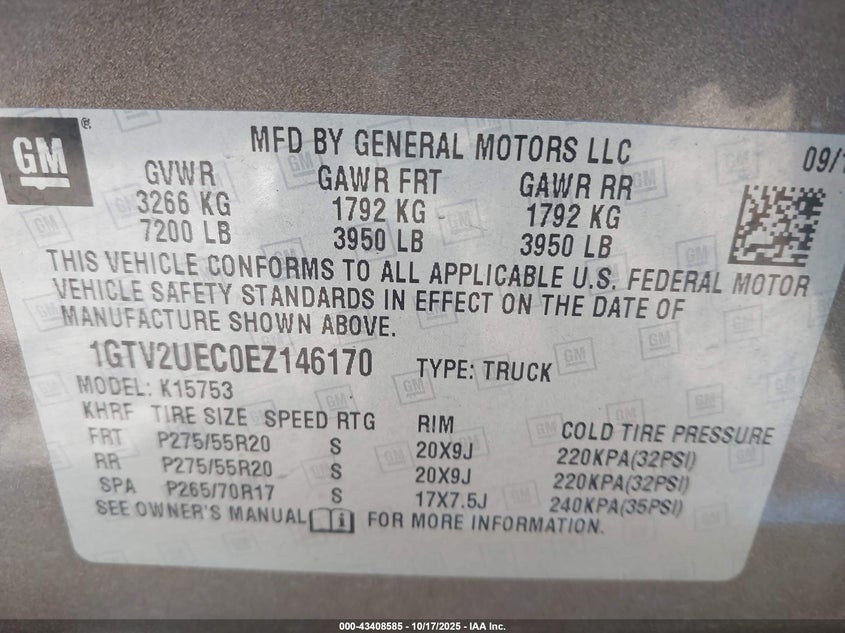 GM®
MFD BY GENERAL MOTORS LLC
09/1
GVWR GAWR FRT GAWR RR
3266 KG 1792 KG 1792 KG
7200 LB 3950 LB 3950 LB
THIS VEHICLE CONFORMS TO ALL APPLICABLE U.S. FEDERAL MOTOR
VEHICLE SAFETY STANDARDS IN EFFECT ON THE DATE OF
MANUFACTURE SHOWN ABOVE.
1GTV2UEC0EZ146170 TYPE: TRUCK
MODEL: K15753
KHRF TIRE SIZE SPEED RTG RIM COLD TIRE PRESSURE
FRT P275/55R20 S 20X9J 220KPA(32PSI)
RR P275/55R20 S 20X9J 220KPA(32PSI)
SPA P265/70R17 S 17X7.5J 240KPA(35PSI)
SEE OWNER'S MANUAL FOR MORE INFORMATION.
000-43408585 - 10/17/2025 - IAA Inc.